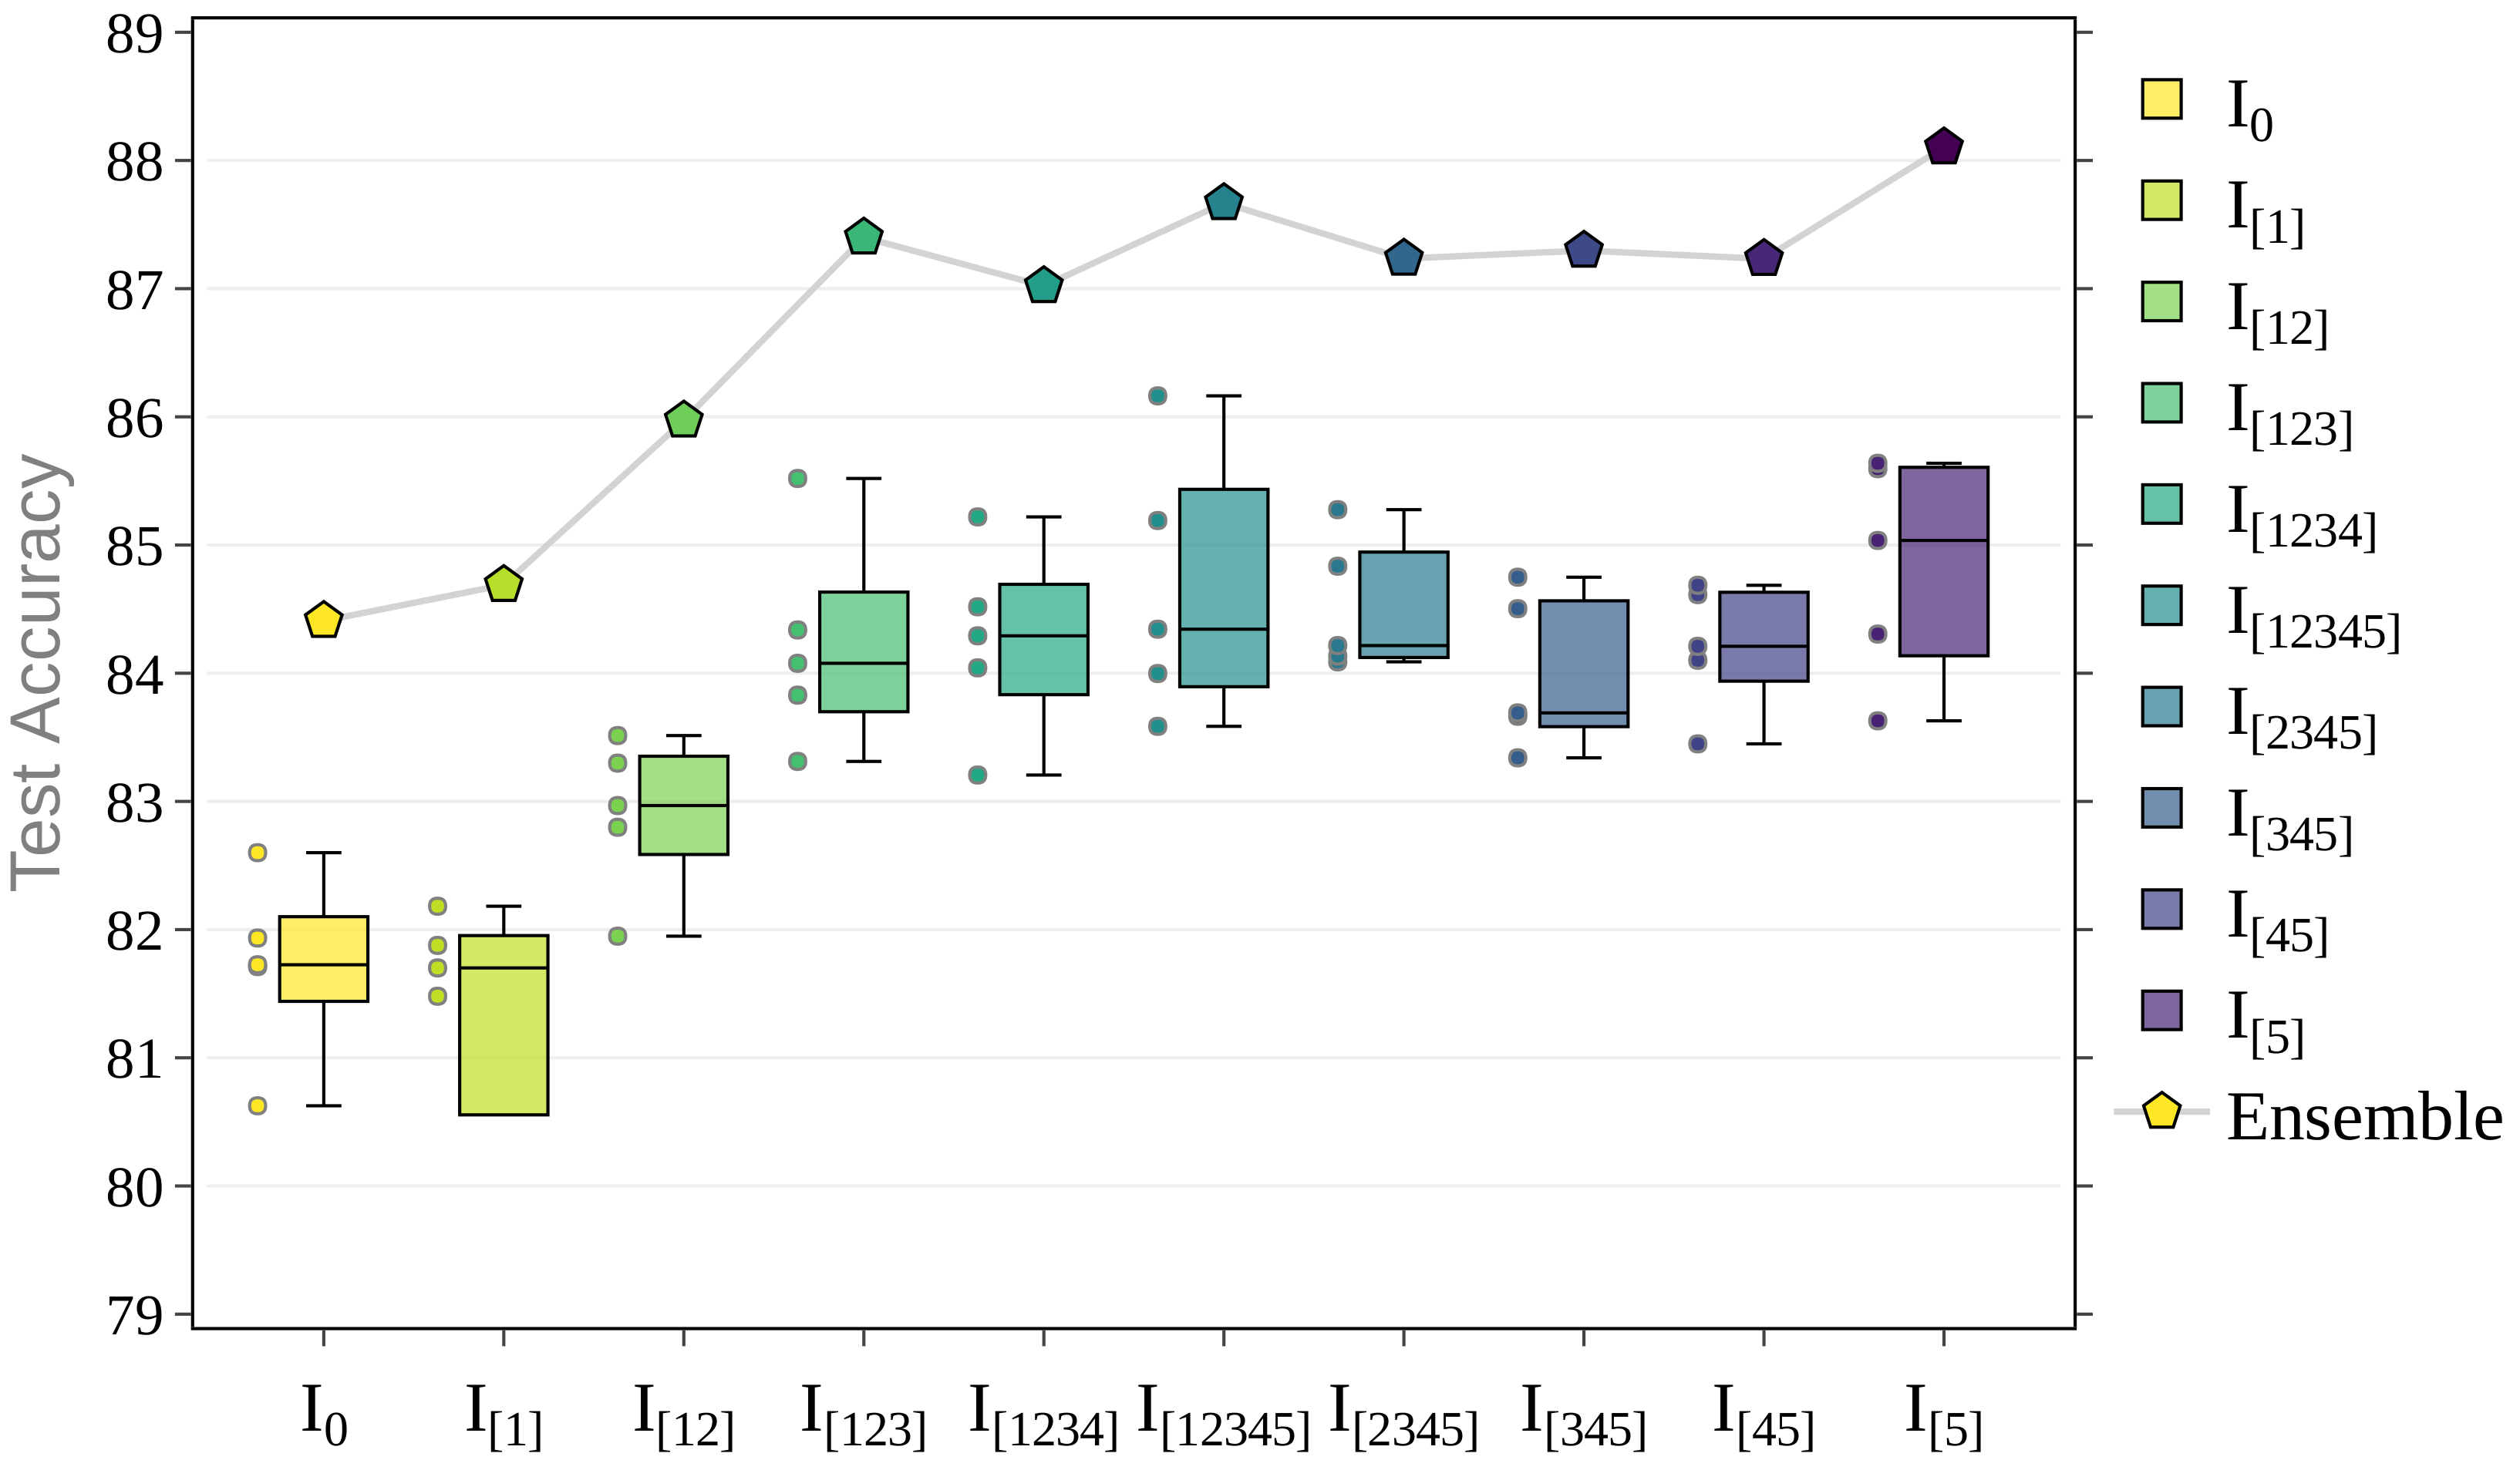 Test Accuracy
89
88
87
86
85
84
83
82
81
80
79
I0
I[1]
I[12]
I[123]
I[1234]
I[12345]
I[2345]
I[345]
I[45]
I[5]
I0
I[1]
I[12]
I[123]
I[1234]
I[12345]
I[2345]
I[345]
I[45]
I[5]
Ensemble